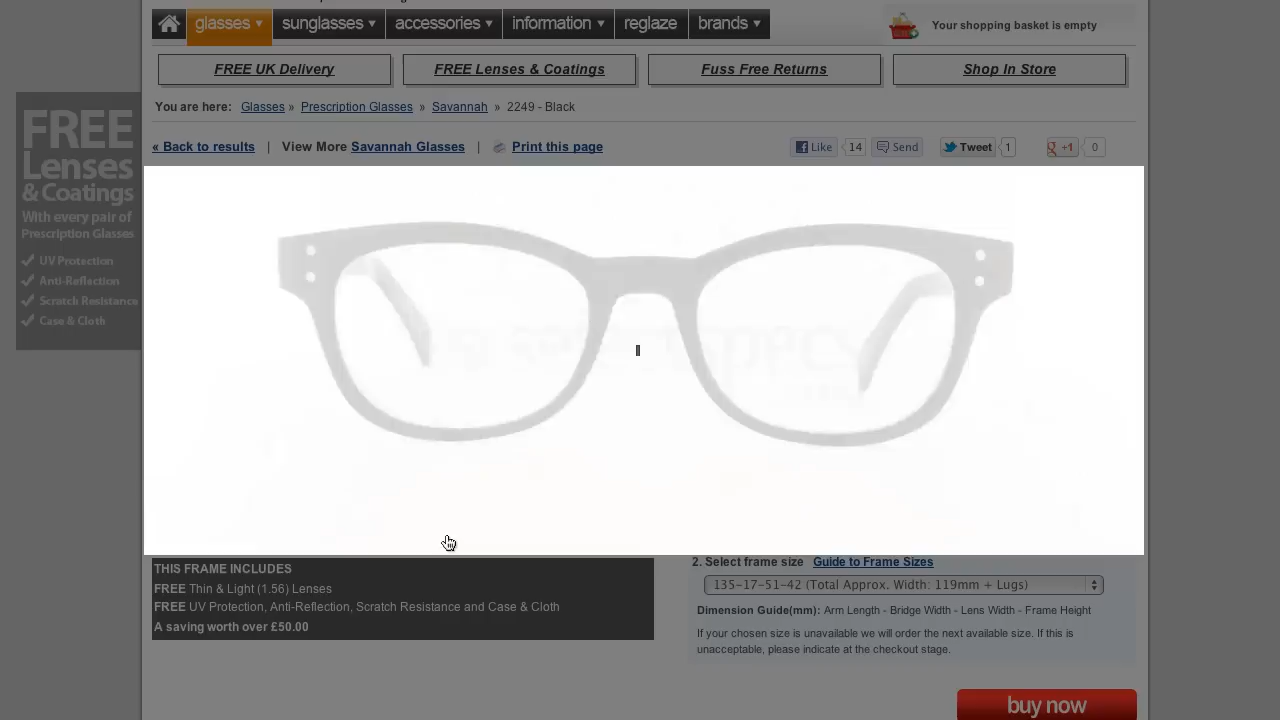 glasses sunglasses accessories information reglaze brands
Your shopping basket is empty
FREE UK Delivery FREE Lenses & Coatings Fuss Free Returns Shop In Store
You are here: Glasses » Prescription Glasses » Savannah » 2249 - Black
« Back to results | View More Savannah Glasses | Print this page
Like 14 Send Tweet 1 +1 0
FREE
Lenses
& Coatings
With every pair of
Prescription Glasses
UV Protection
Anti-Reflection
Scratch Resistance
Case & Cloth
THIS FRAME INCLUDES
FREE Thin & Light (1.56) Lenses
FREE UV Protection, Anti-Reflection, Scratch Resistance and Case & Cloth
A saving worth over £50.00
2. Select frame size Guide to Frame Sizes
135-17-51-42 (Total Approx. Width: 119mm + Lugs)
Dimension Guide(mm): Arm Length - Bridge Width - Lens Width - Frame Height
If your chosen size is unavailable we will order the next available size. If this is
unacceptable, please indicate at the checkout stage.
buy now